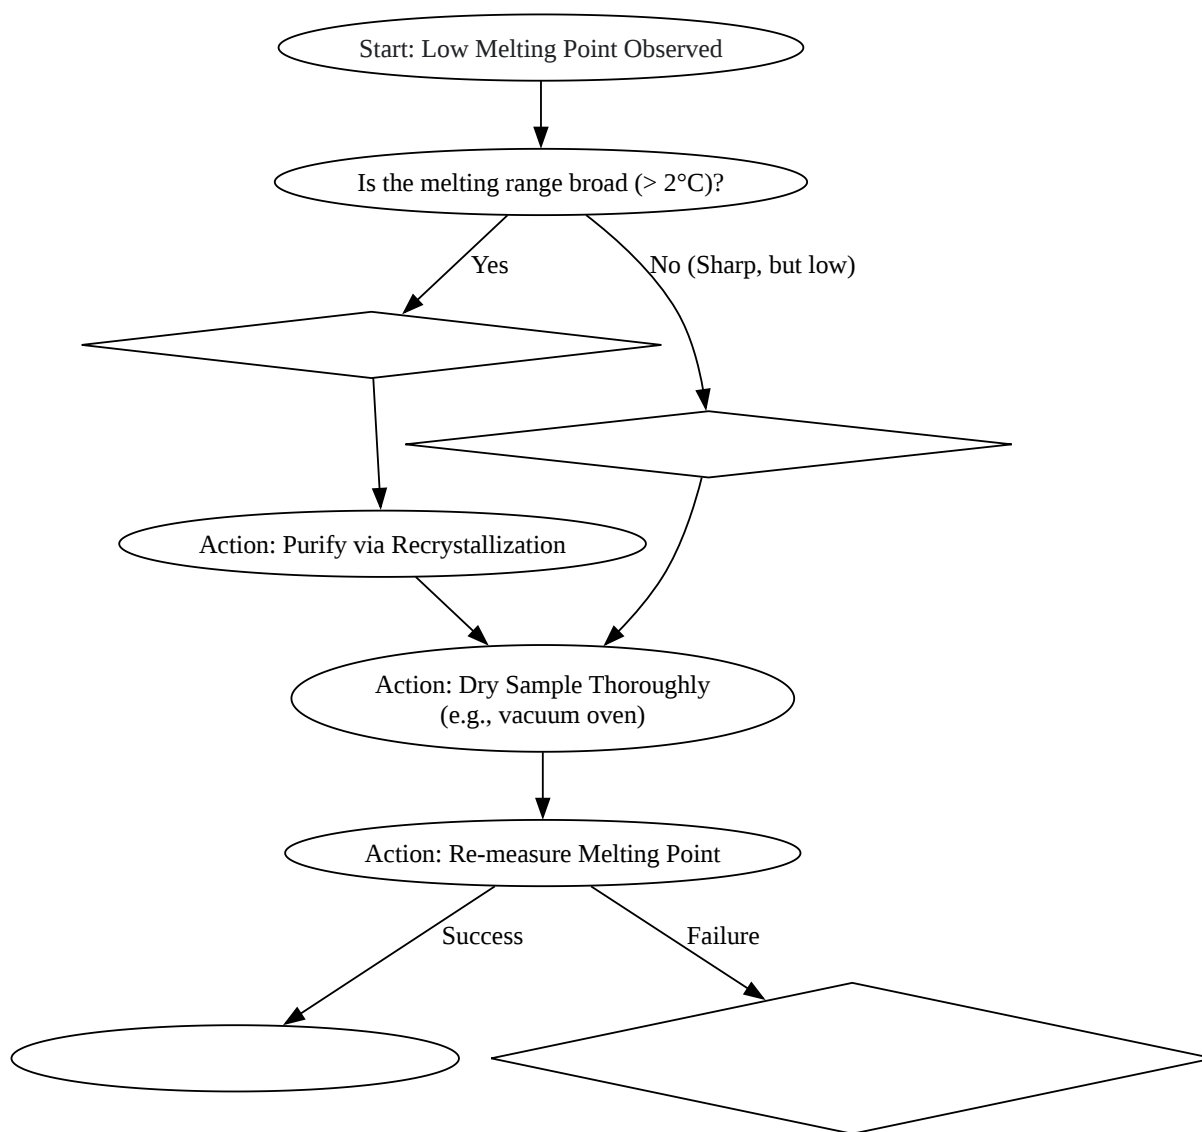 Start: Low Melting Point Observed
Is the melting range broad (> 2°C)?
Yes
No (Sharp, but low)
Action: Purify via Recrystallization
Action: Dry Sample Thoroughly
(e.g., vacuum oven)
Action: Re-measure Melting Point
Success
Failure